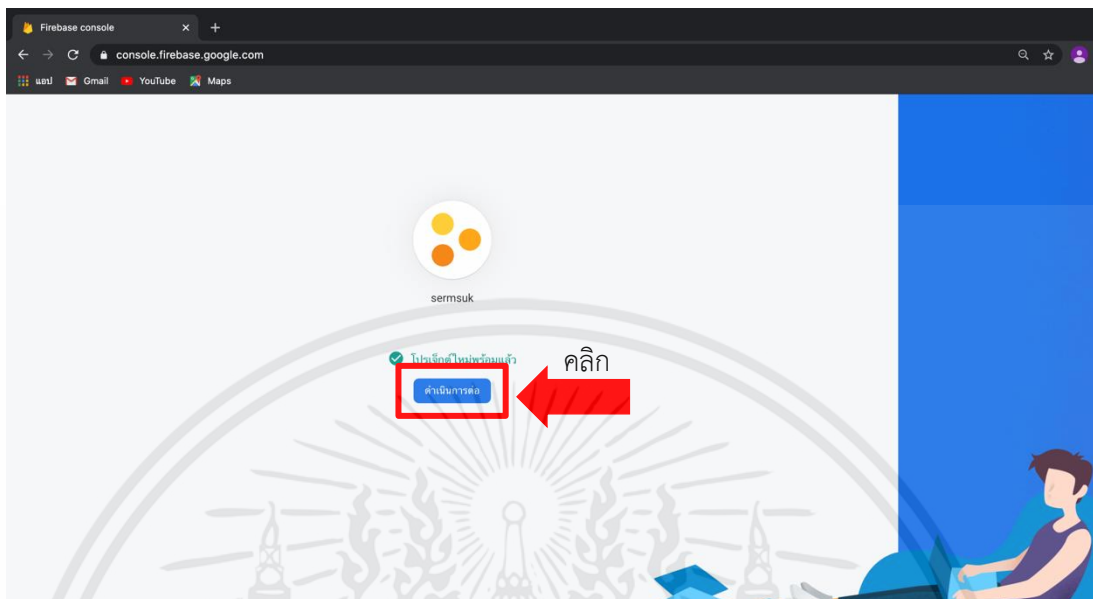 Firebase console
console.firebase.google.com
แอป Gmail YouTube Maps
sermsuk
โปรเจ็กต์ใหม่พร้อมแล้ว
คลิก
ดำเนินการต่อ